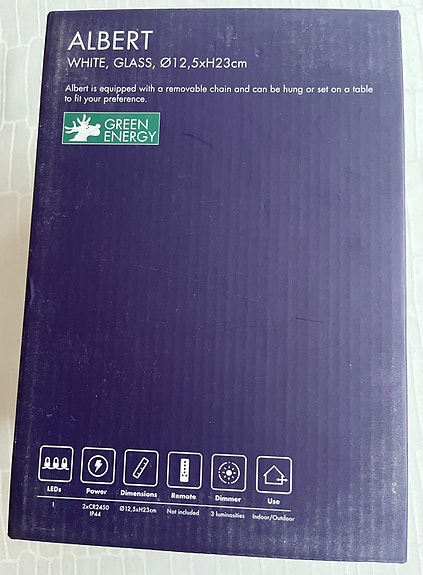 ALBERT
WHITE, GLASS, Ø12,5xH23cm
Albert is equipped with a removable chain and can be hung or set on a table
to fit your preference.
GREEN
ENERGY
LEDs Power Dimensions Remote Dimmer Use
1 2xCR2450 Ø12,5xH23cm Not included 3 luminosities Indoor/Outdoor
IP44